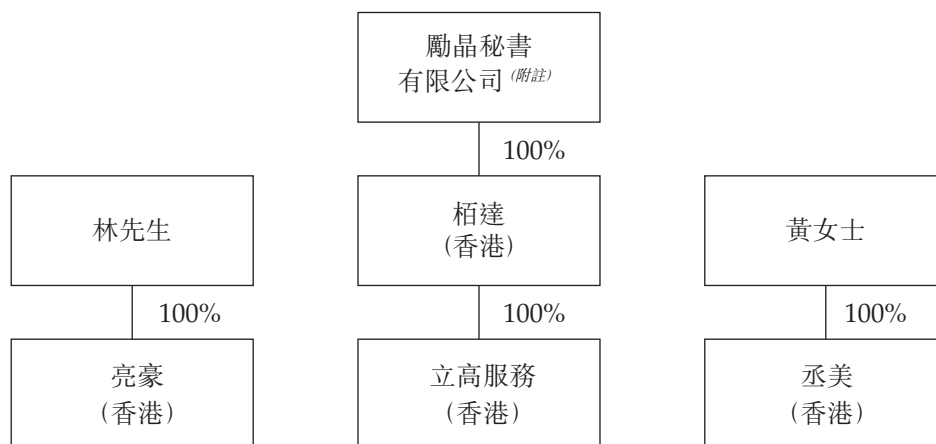 勵晶秘書
有限公司(附註)
100%
林先生
栢達
(香港)
黃女士
100%
100%
100%
亮豪
(香港)
立高服務
(香港)
丞美
(香港)